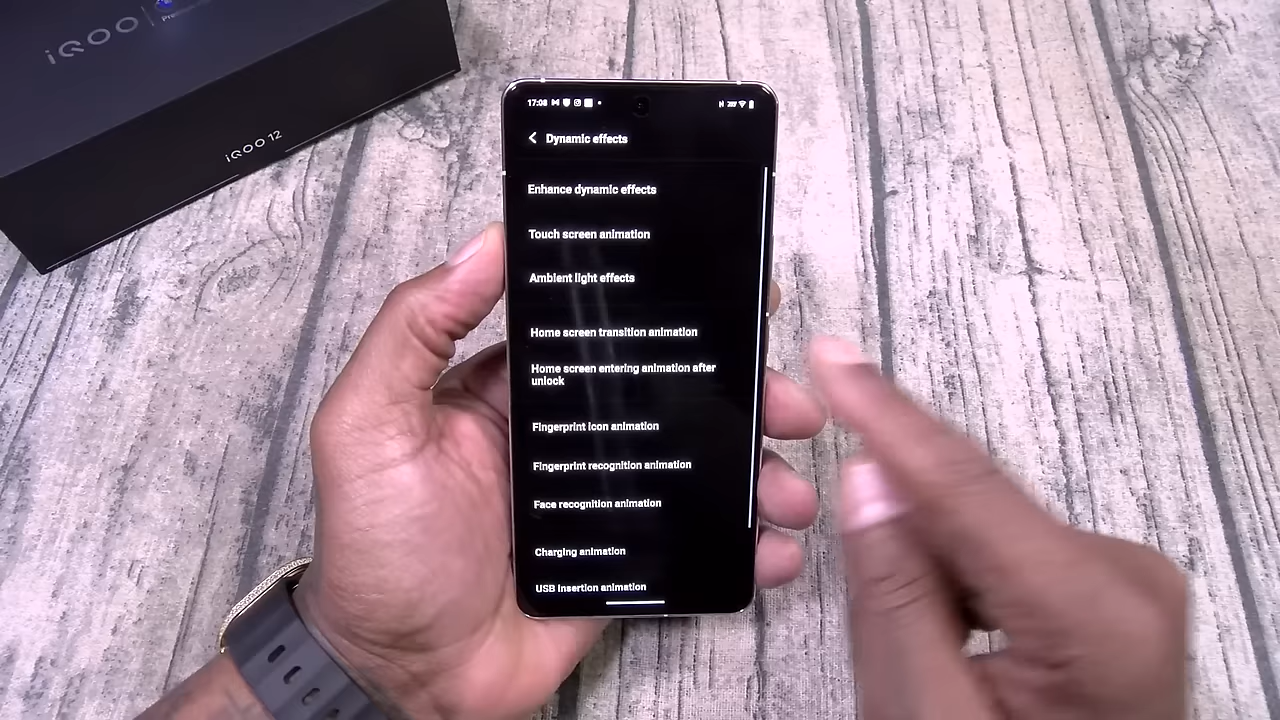 iQOO
iQOO 12
17:08
Dynamic effects
Enhance dynamic effects
Touch screen animation
Ambient light effects
Home screen transition animation
Home screen entering animation after
unlock
Fingerprint icon animation
Fingerprint recognition animation
Face recognition animation
Charging animation
USB insertion animation